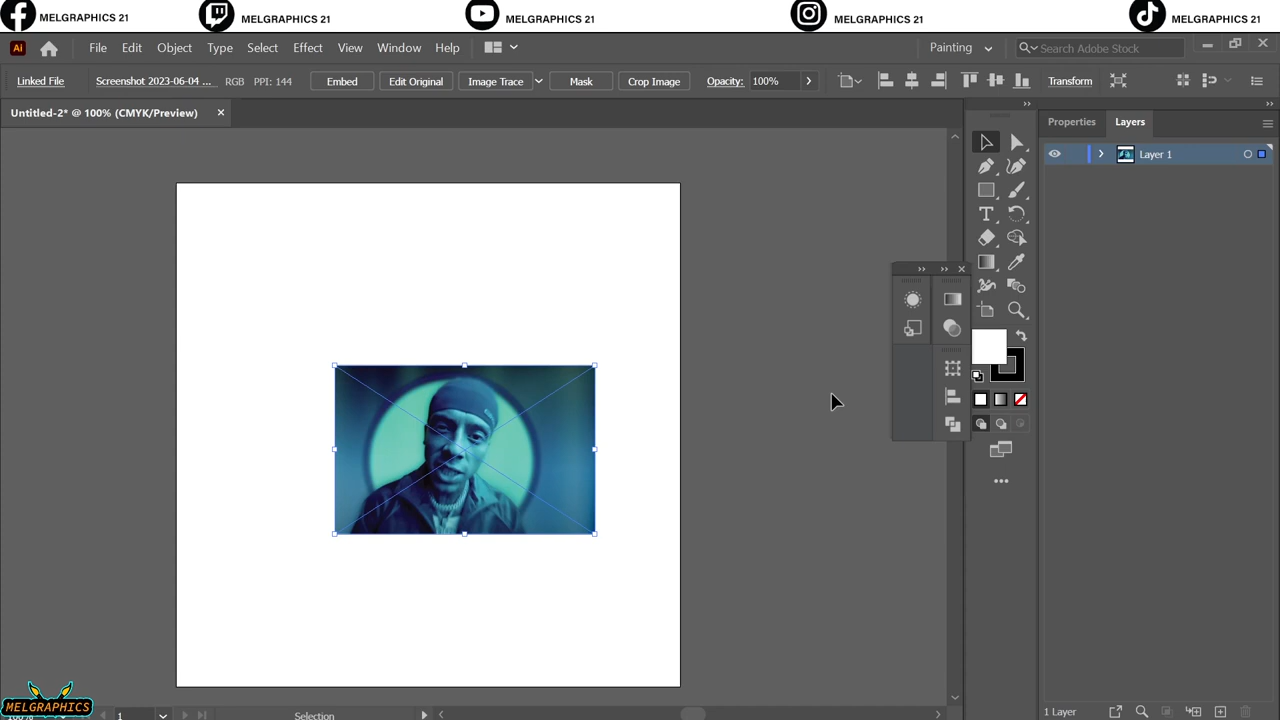 MELGRAPHICS 21 MELGRAPHICS 21 MELGRAPHICS 21 MELGRAPHICS 21 MELGRAPHICS 21
Ai File Edit Object Type Select Effect View Window Help Painting Search Adobe Stock
Linked File Screenshot 2023-06-04 ... RGB PPI: 144 Embed Edit Original Image Trace Mask Crop Image Opacity: 100% Transform
Untitled-2* @ 100% (CMYK/Preview)
Properties Layers
Layer 1
MELGRAPHICS
1 Selection 1 Layer